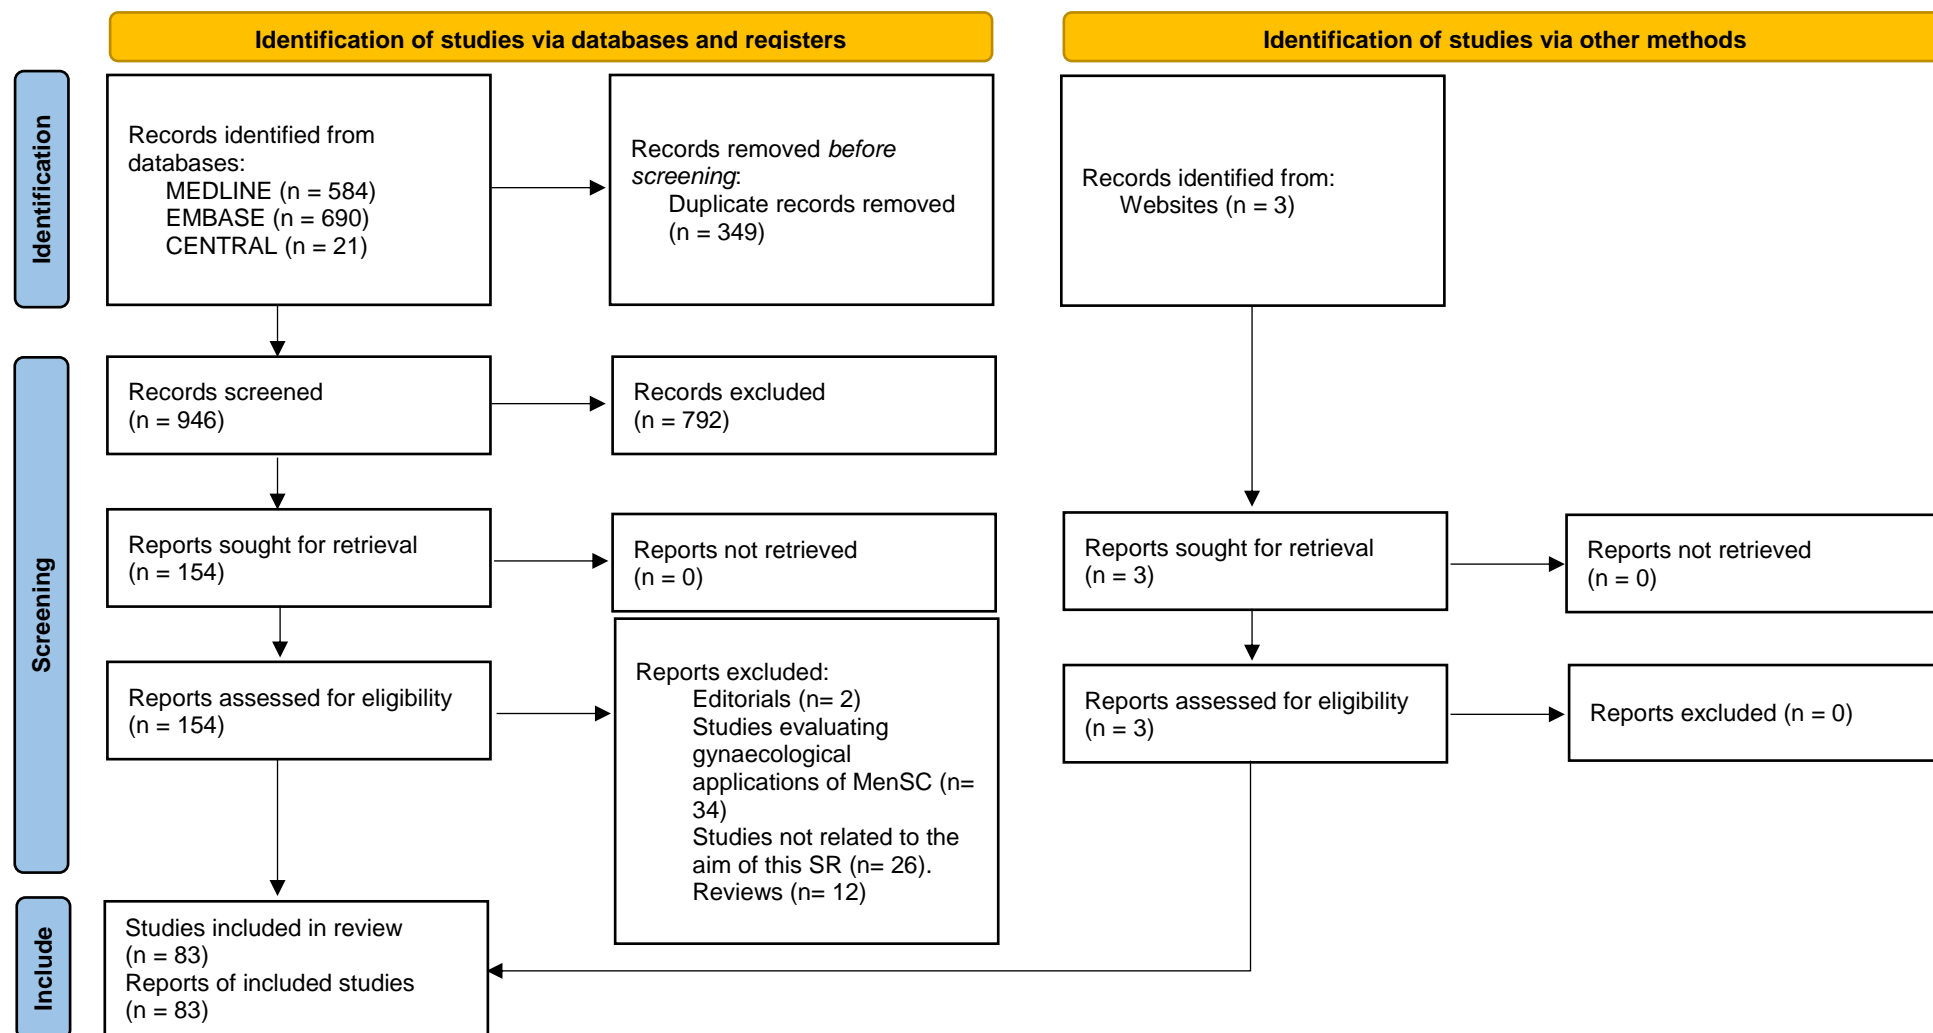 Identification of studies via databases and registers
Identification of studies via other methods
Identification
Records identified from
databases:
MEDLINE (n = 584)
EMBASE (n = 690)
CENTRAL (n = 21)
Records removed before
screening:
Duplicate records removed
(n = 349)
Records identified from:
Websites (n = 3)
Screening
Records screened
(n = 946)
Records excluded
(n = 792)
Reports sought for retrieval
(n = 154)
Reports not retrieved
(n = 0)
Reports sought for retrieval
(n = 3)
Reports not retrieved
(n = 0)
Reports assessed for eligibility
(n = 154)
Reports excluded:
Editorials (n= 2)
Studies evaluating
gynaecological
applications of MenSC (n=
34)
Studies not related to the
aim of this SR (n= 26).
Reviews (n= 12)
Reports assessed for eligibility
(n = 3)
Reports excluded (n = 0)
Include
Studies included in review
(n = 83)
Reports of included studies
(n = 83)